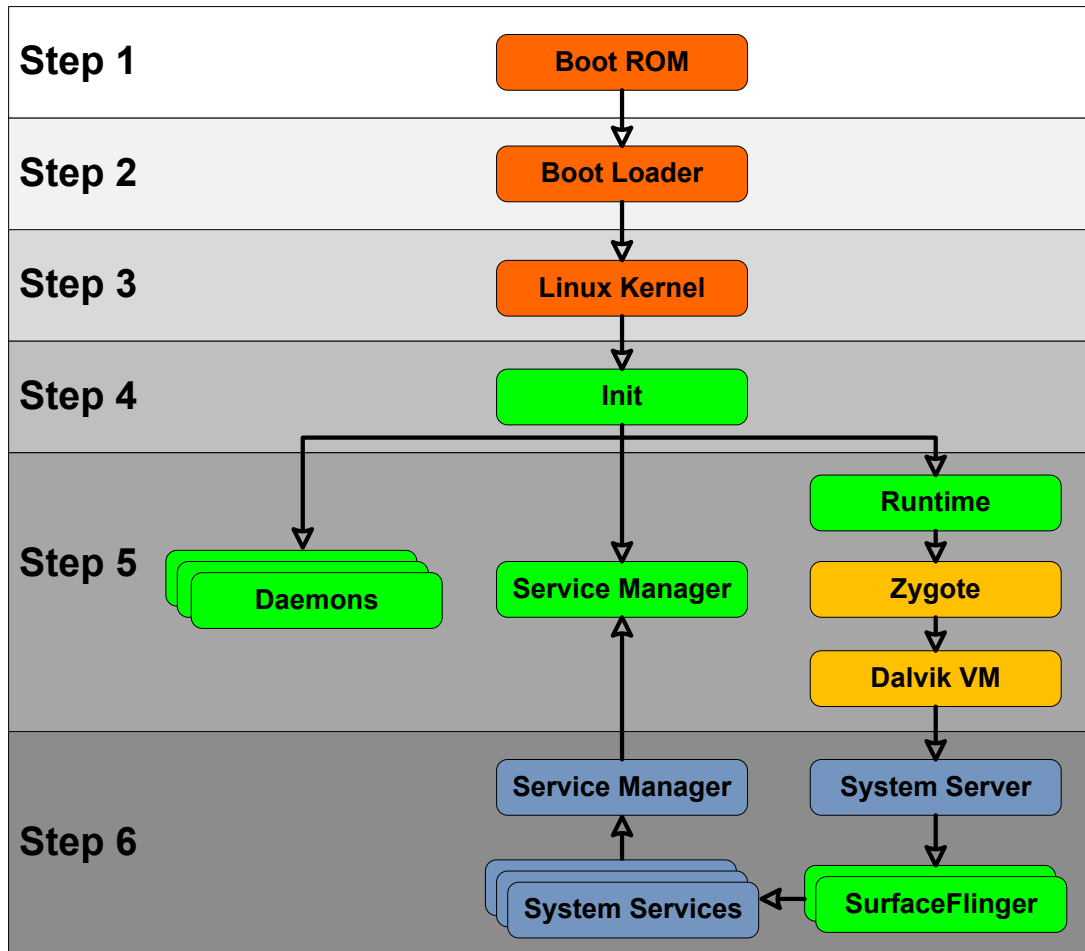 Step 1
Boot ROM
Step 2
Boot Loader
Step 3
Linux Kernel
Step 4
Init
Step 5
Runtime
Daemons
Service Manager
Zygote
Dalvik VM
Step 6
Service Manager
System Server
System Services
SurfaceFlinger